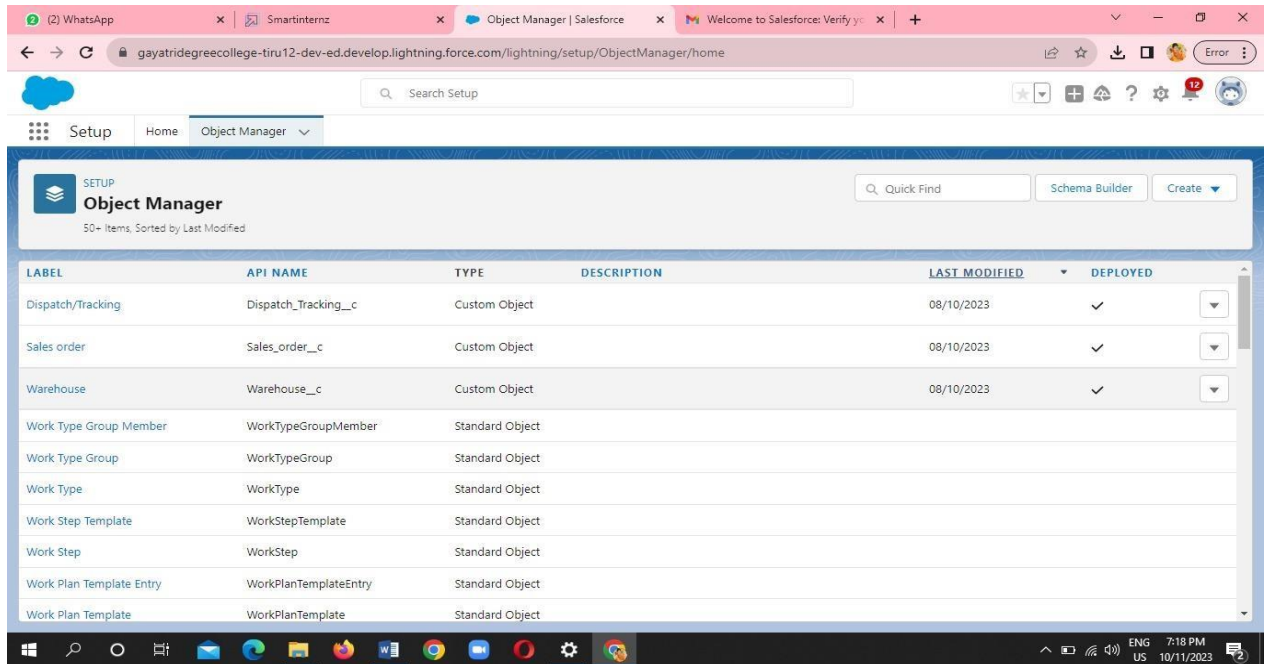 (2) WhatsApp
Smartinternz
Object Manager | Salesforce
Welcome to Salesforce: Verify yo
gayatridegreecollege-tiru12-dev-ed.develop.lightning.force.com/lightning/setup/ObjectManager/home
Error
Search Setup
12
Setup
Home
Object Manager
SETUP
Object Manager
50+ Items, Sorted by Last Modified
Quick Find
Schema Builder
Create
LABEL API NAME TYPE DESCRIPTION LAST MODIFIED DEPLOYED
Dispatch/Tracking Dispatch_Tracking__c Custom Object 08/10/2023
Sales order Sales_order__c Custom Object 08/10/2023
Warehouse Warehouse__c Custom Object 08/10/2023
Work Type Group Member WorkTypeGroupMember Standard Object
Work Type Group WorkTypeGroup Standard Object
Work Type WorkType Standard Object
Work Step Template WorkStepTemplate Standard Object
Work Step WorkStep Standard Object
Work Plan Template Entry WorkPlanTemplateEntry Standard Object
Work Plan Template WorkPlanTemplate Standard Object
ENG 7:18 PM
US 10/11/2023
2